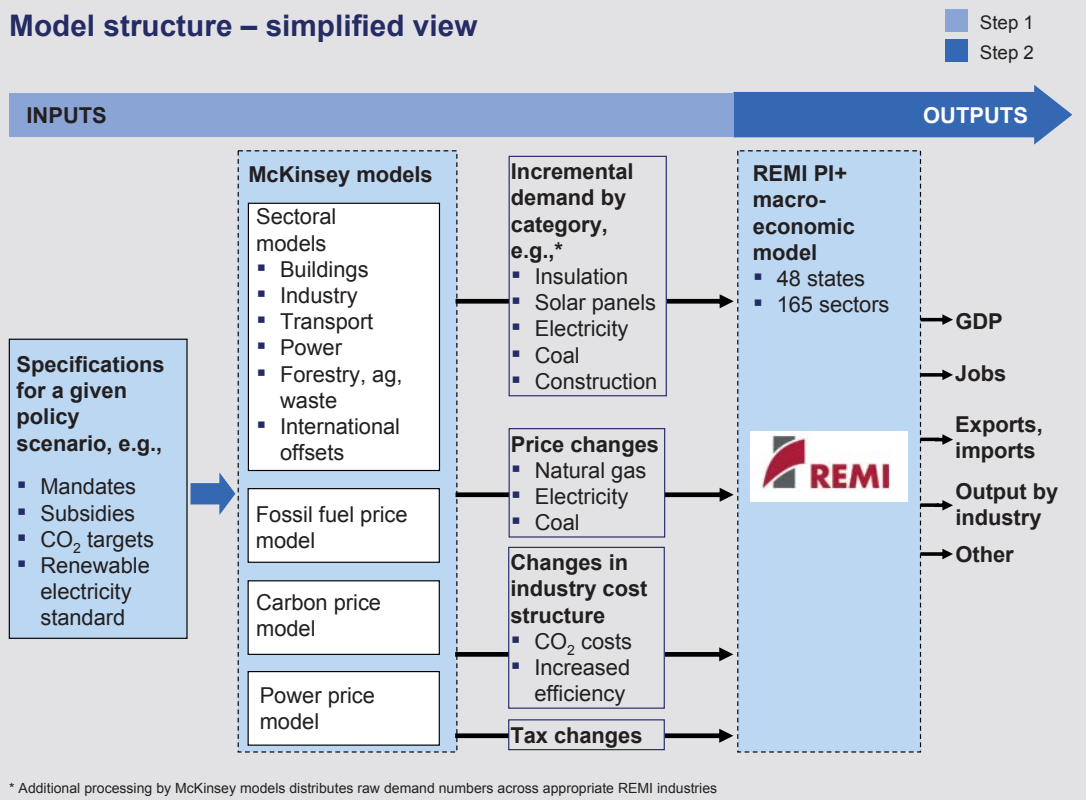 Model structure – simplified view
Step 1
Step 2
INPUTS
OUTPUTS
Specifications
for a given
policy
scenario, e.g.,
▪ Mandates
▪ Subsidies
▪ CO₂ targets
▪ Renewable
electricity
standard
McKinsey models
Sectoral
models
▪ Buildings
▪ Industry
▪ Transport
▪ Power
▪ Forestry, ag,
waste
▪ International
offsets
Fossil fuel price
model
Carbon price
model
Power price
model
Incremental
demand by
category,
e.g.,*
▪ Insulation
▪ Solar panels
▪ Electricity
▪ Coal
▪ Construction
Price changes
▪ Natural gas
▪ Electricity
▪ Coal
Changes in
industry cost
structure
▪ CO₂ costs
▪ Increased
efficiency
Tax changes
REMI PI+
macro-
economic
model
▪ 48 states
▪ 165 sectors
REMI
GDP
Jobs
Exports,
imports
Output by
industry
Other
* Additional processing by McKinsey models distributes raw demand numbers across appropriate REMI industries